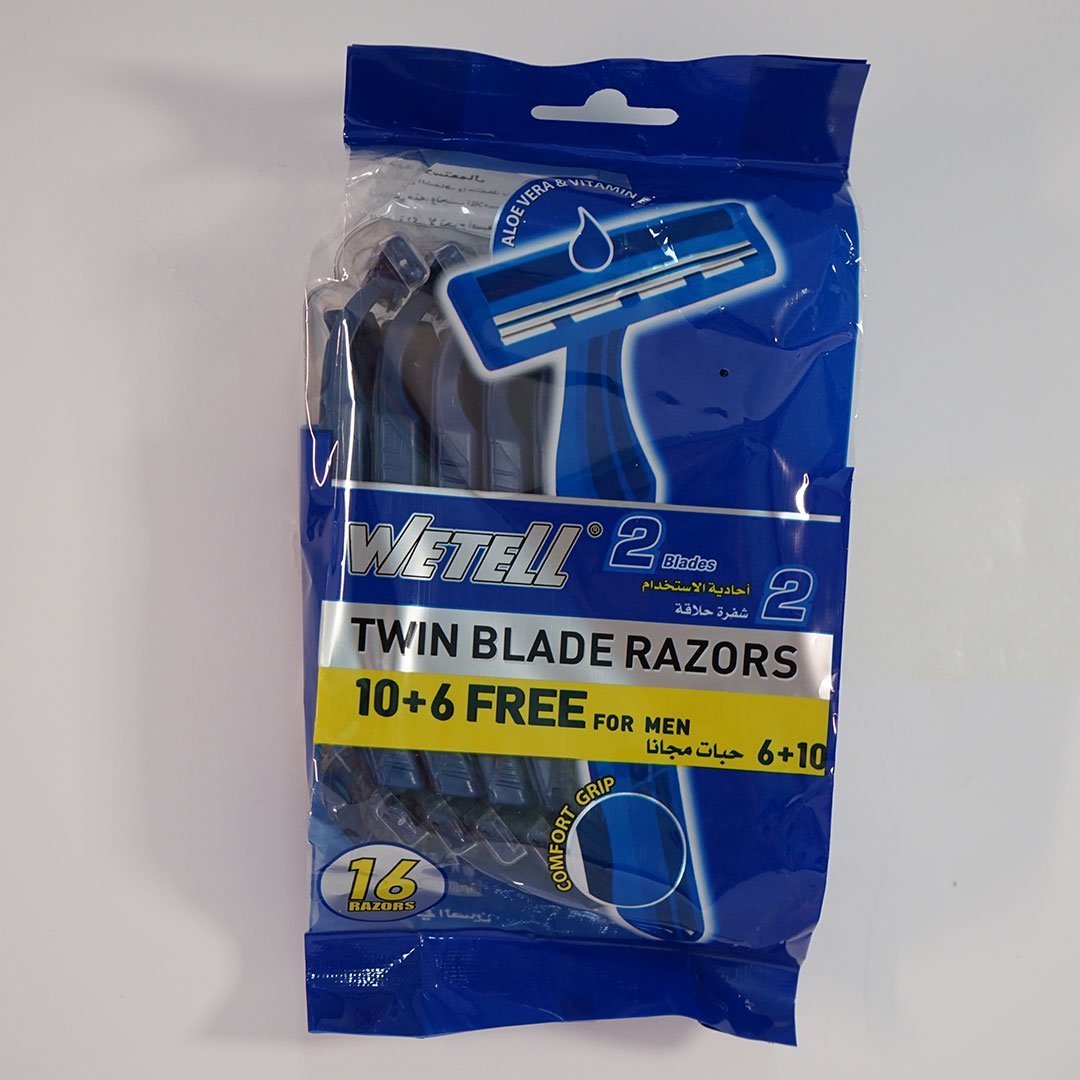 ALOE VERA & VITAMIN E
WETELL®
2 Blades
أحادية الاستخدام
2 شفرة حلاقة
TWIN BLADE RAZORS
10+6 FREE FOR MEN
6+10 حبات مجانا
COMFORT GRIP
16
RAZORS